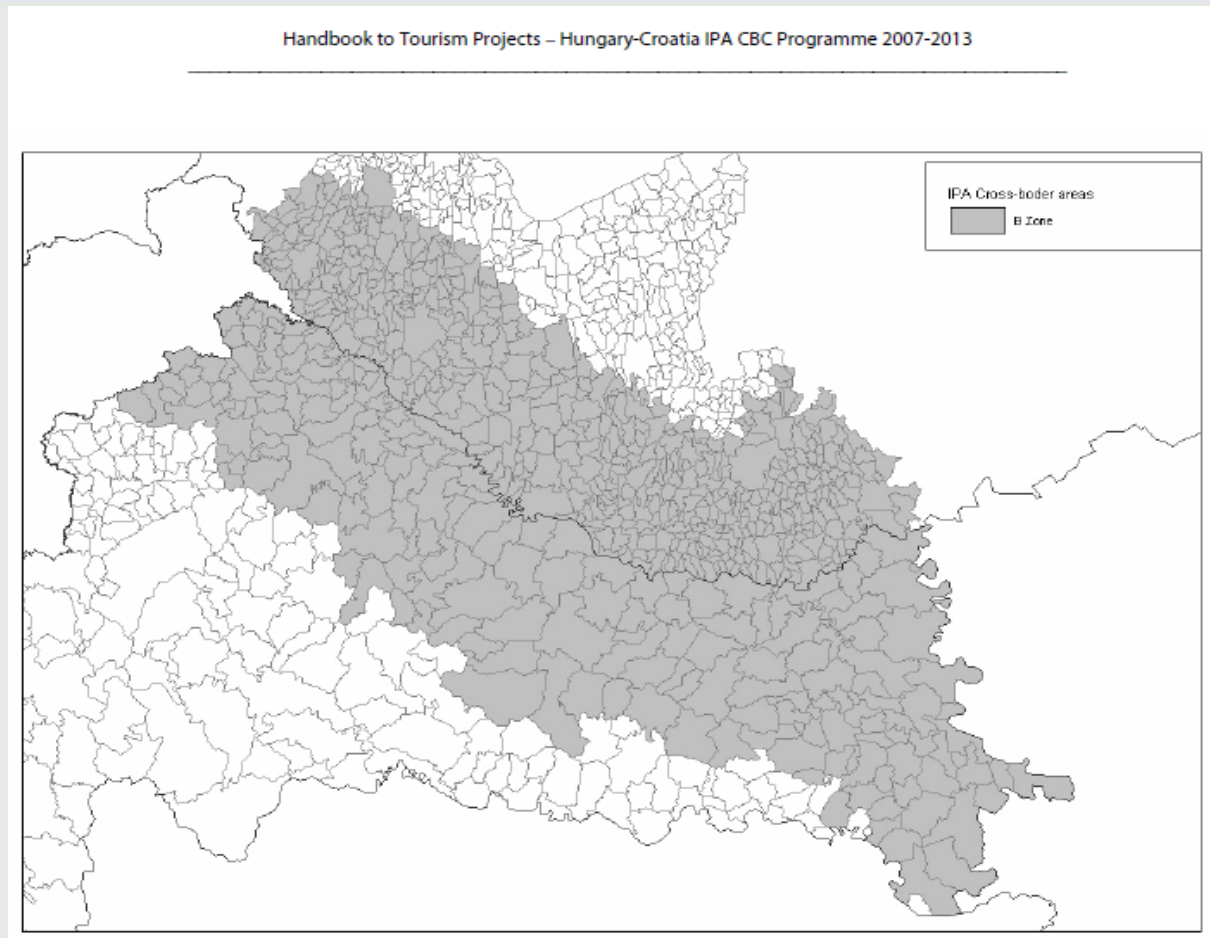 Handbook to Tourism Projects – Hungary-Croatia IPA CBC Programme 2007-2013
IPA Cross-boder areas
B Zone